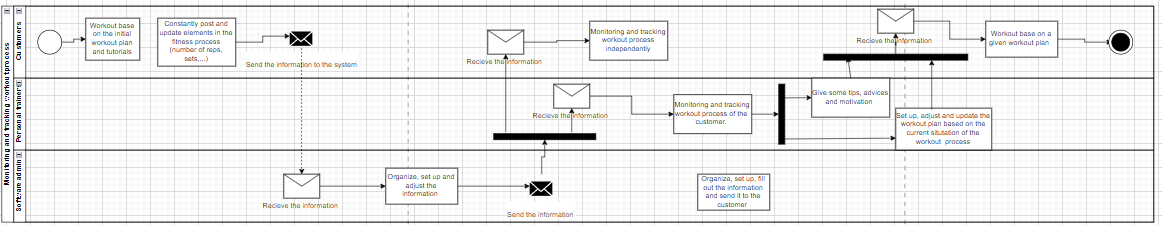 Monitoring and tracking workout process
Customers
Personal trainer
Software admin
Workout base
on the initial
workout plan
and tutorials
Constantly post and
update elements in the
fitness process
(number of reps,
sets,...)
Send the information to the system
Recieve the information
Monitoring and tracking
workout process
independently
Recieve the information
Workout base on a
given workout plan
Recieve the information
Monitoring and tracking
workout process of the
customer.
Give some tips, advices
and motivation
Set up, adjust and update the
workout plan based on the
current situtation of the
workout process
Recieve the information
Organize, set up and
adjust the
information
Send the information
Organize, set up, fill
out the information
and send it to the
customer